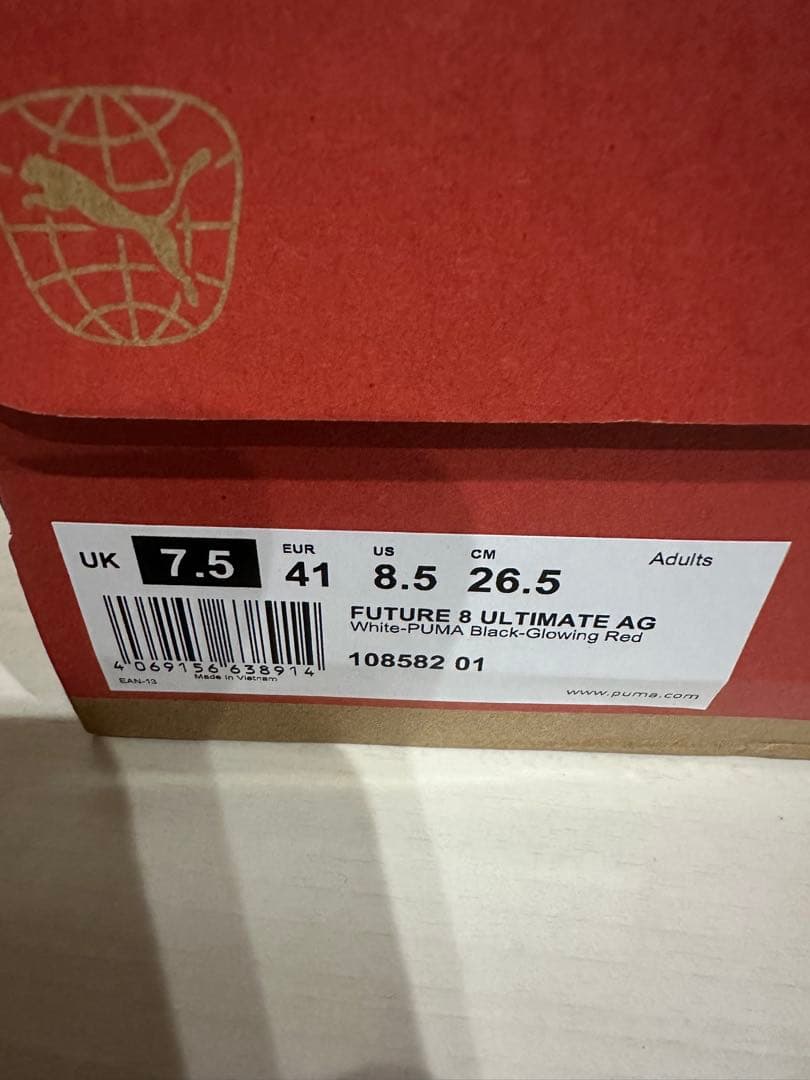 UK 7.5 EUR 41 US 8.5 CM 26.5 Adults
FUTURE 8 ULTIMATE AG
White-PUMA Black-Glowing Red
108582 01
4 069156 638914
EAN-13 Made in Vietnam
www.puma.com